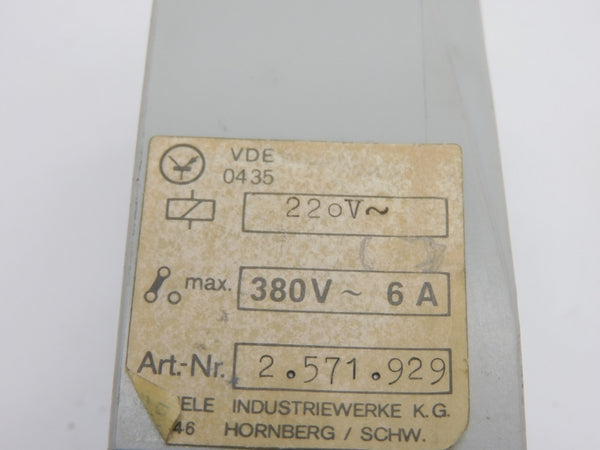 VDE
0435
220V~
max. 380V ~ 6 A
Art.-Nr. 2.571.929
ELE INDUSTRIEWERKE K.G.
46 HORNBERG / SCHW.